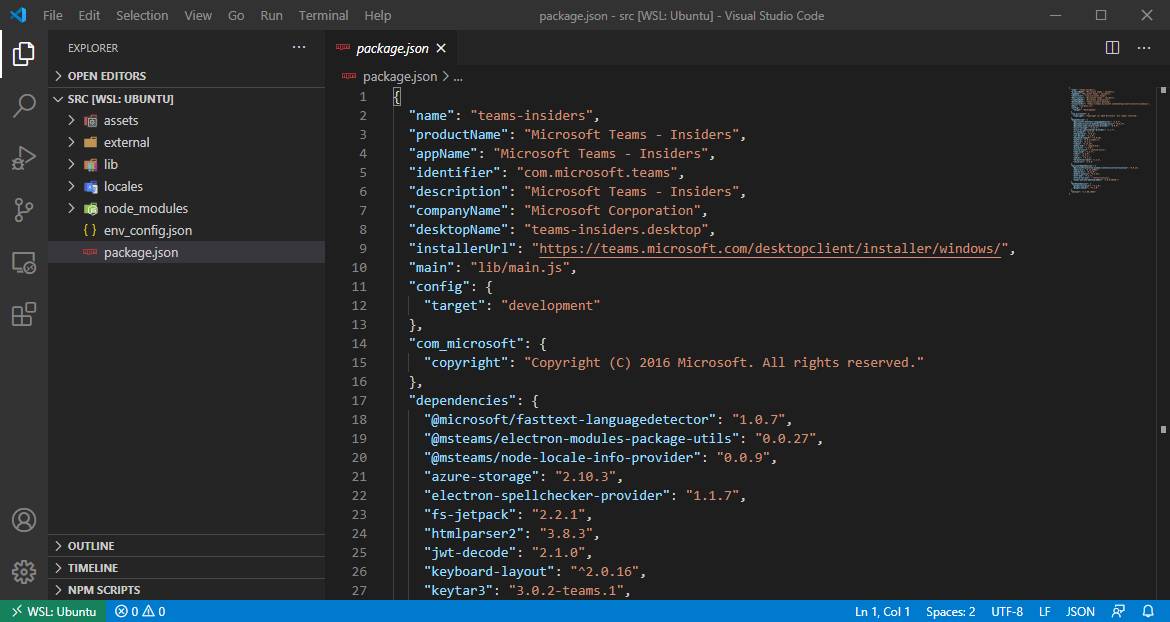 File Edit Selection View Go Run Terminal Help package.json - src [WSL: Ubuntu] - Visual Studio Code
EXPLORER
OPEN EDITORS
SRC [WSL: UBUNTU]
assets
external
lib
locales
node_modules
{ } env_config.json
package.json
OUTLINE
TIMELINE
NPM SCRIPTS
package.json
package.json > ...
1 {
2 "name": "teams-insiders",
3 "productName": "Microsoft Teams - Insiders",
4 "appName": "Microsoft Teams - Insiders",
5 "identifier": "com.microsoft.teams",
6 "description": "Microsoft Teams - Insiders",
7 "companyName": "Microsoft Corporation",
8 "desktopName": "teams-insiders.desktop",
9 "installerUrl": "https://teams.microsoft.com/desktopclient/installer/windows/",
10 "main": "lib/main.js",
11 "config": {
12 "target": "development"
13 },
14 "com_microsoft": {
15 "copyright": "Copyright (C) 2016 Microsoft. All rights reserved."
16 },
17 "dependencies": {
18 "@microsoft/fasttext-languagedetector": "1.0.7",
19 "@msteams/electron-modules-package-utils": "0.0.27",
20 "@msteams/node-locale-info-provider": "0.0.9",
21 "azure-storage": "2.10.3",
22 "electron-spellchecker-provider": "1.1.7",
23 "fs-jetpack": "2.2.1",
24 "htmlparser2": "3.8.3",
25 "jwt-decode": "2.1.0",
26 "keyboard-layout": "^2.0.16",
27 "keytar3": "3.0.2-teams.1",
WSL: Ubuntu 0 0 Ln 1, Col 1 Spaces: 2 UTF-8 LF JSON